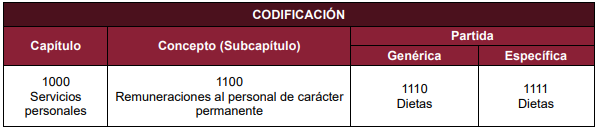 CODIFICACIÓN
Capítulo
Concepto (Subcapítulo)
Partida
Genérica
Específica
1000
Servicios
personales
1100
Remuneraciones al personal de carácter
permanente
1110
Dietas
1111
Dietas